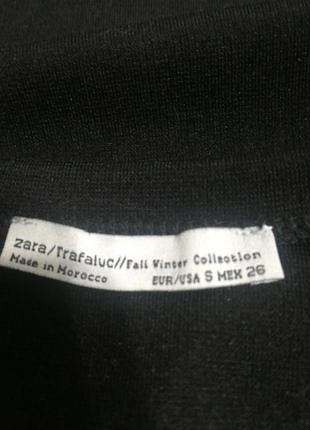 zara/Trafaluc//Fall Winter Collection
Made in Morocco EUR/USA S MEX 26